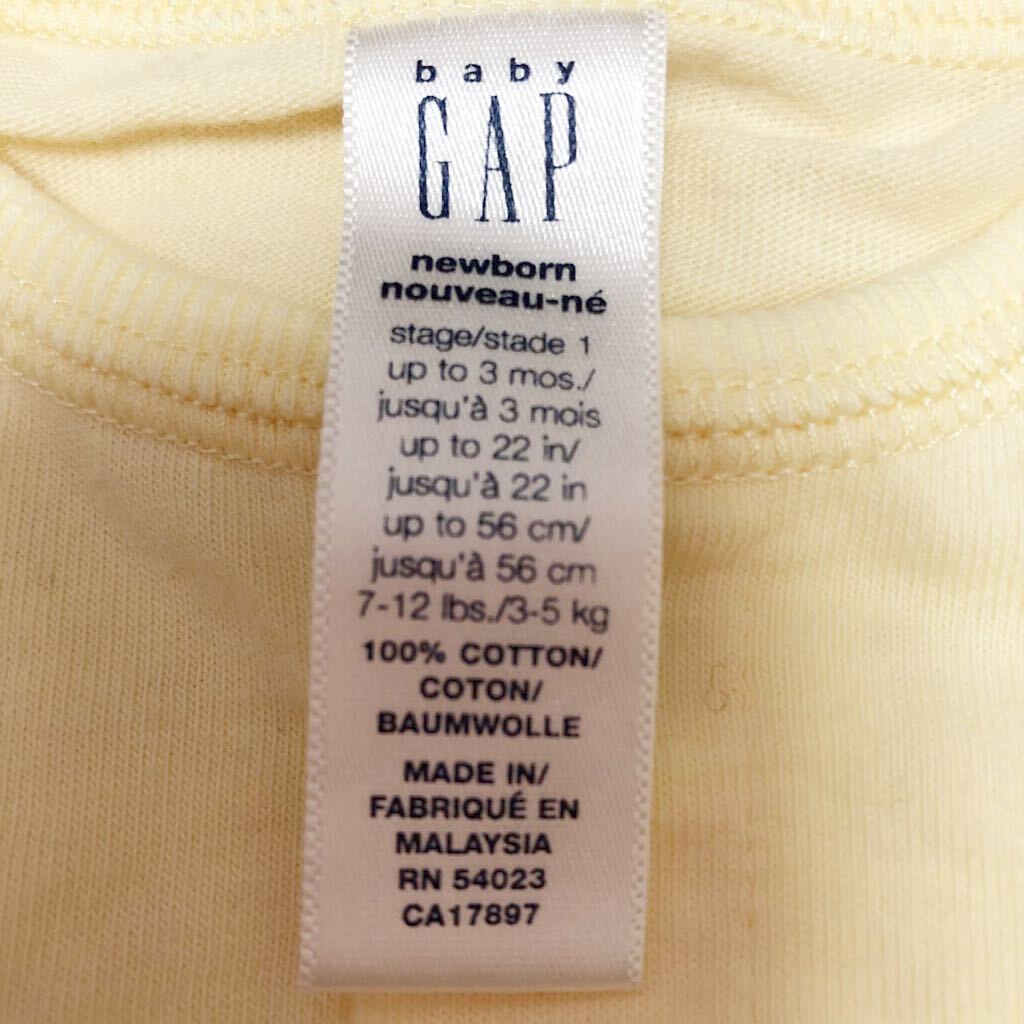 baby
GAP
newborn
nouveau-né
stage/stade 1
up to 3 mos./
jusqu'à 3 mois
up to 22 in/
jusqu'à 22 in
up to 56 cm/
jusqu'à 56 cm
7-12 lbs./3-5 kg
100% COTTON/
COTON/
BAUMWOLLE
MADE IN/
FABRIQUÉ EN
MALAYSIA
RN 54023
CA17897